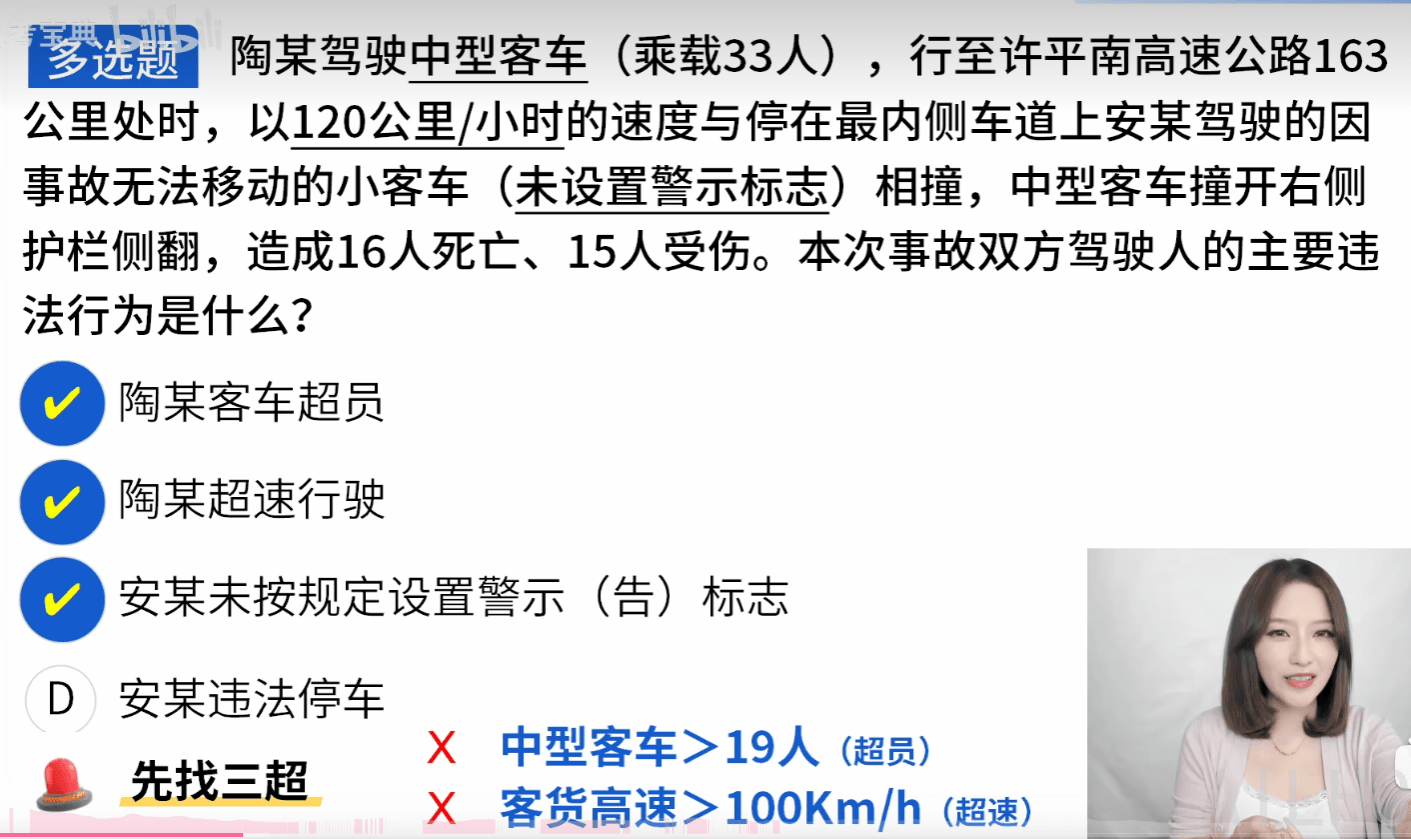 考宝典 bilibili
多选题 陶某驾驶中型客车（乘载33人），行至许平南高速公路163
公里处时，以120公里/小时的速度与停在最内侧车道上安某驾驶的因
事故无法移动的小客车（未设置警示标志）相撞，中型客车撞开右侧
护栏侧翻，造成16人死亡、15人受伤。本次事故双方驾驶人的主要违
法行为是什么？
✔ 陶某客车超员
✔ 陶某超速行驶
✔ 安某未按规定设置警示（告）标志
D 安某违法停车
X 中型客车＞19人（超员）
先找三超
X 客货高速＞100Km/h（超速）